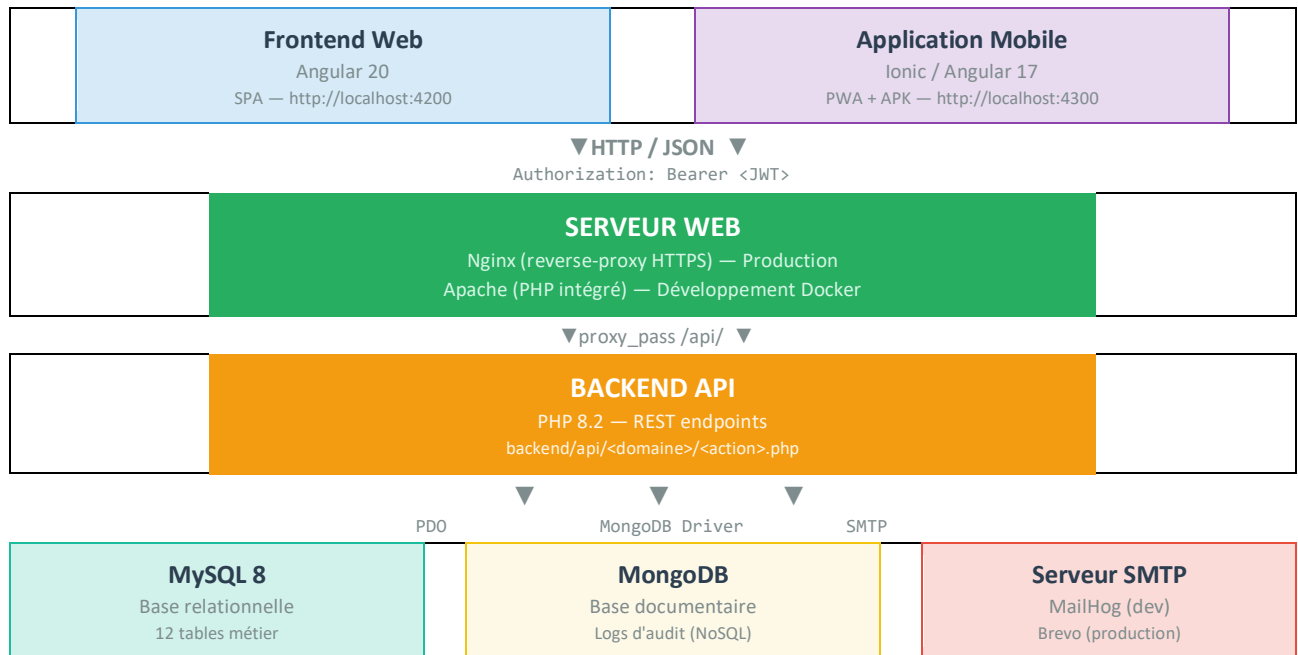 Frontend Web
Angular 20
SPA — http://localhost:4200
Application Mobile
Ionic / Angular 17
PWA + APK — http://localhost:4300
▼HTTP / JSON ▼
Authorization: Bearer <JWT>
SERVEUR WEB
Nginx (reverse-proxy HTTPS) — Production
Apache (PHP intégré) — Développement Docker
▼proxy_pass /api/ ▼
BACKEND API
PHP 8.2 — REST endpoints
backend/api/<domaine>/<action>.php
▼ ▼ ▼
PDO MongoDB Driver SMTP
MySQL 8
Base relationnelle
12 tables métier
MongoDB
Base documentaire
Logs d'audit (NoSQL)
Serveur SMTP
MailHog (dev)
Brevo (production)